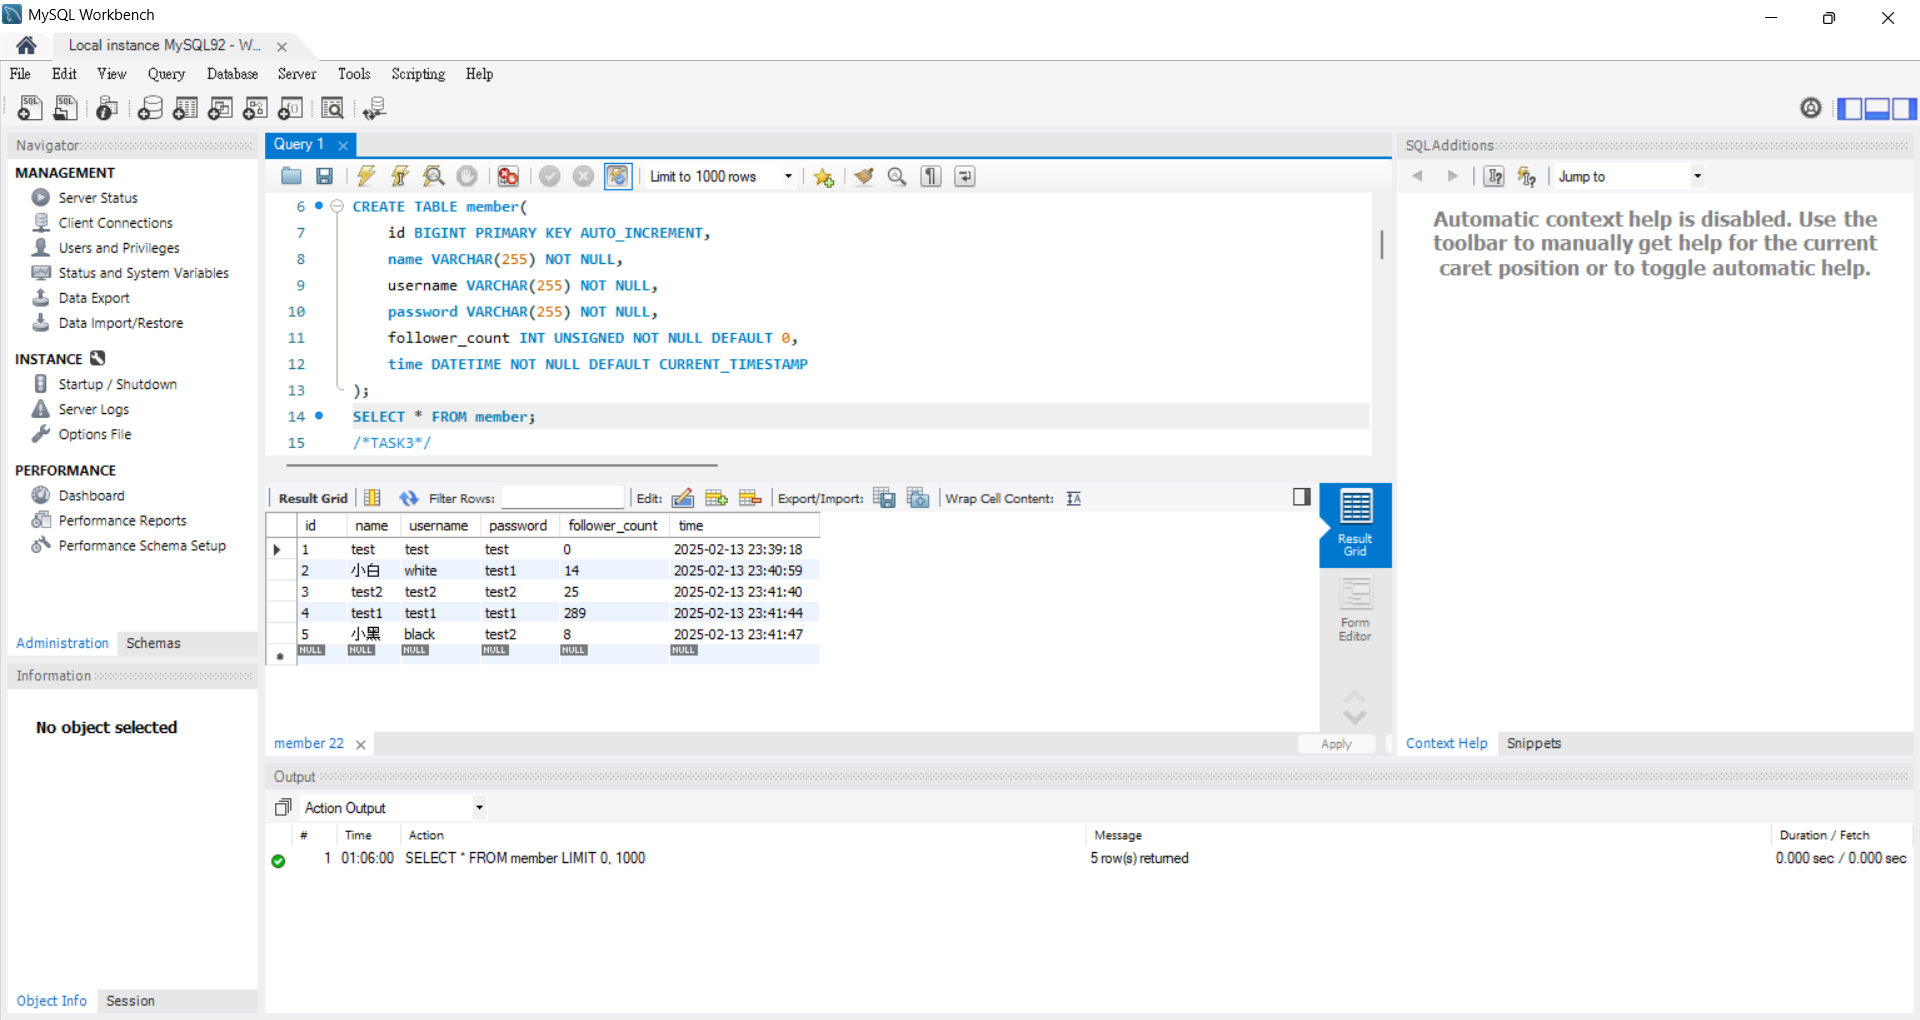 MySQL Workbench
Local instance MySQL92 - W...
File Edit View Query Database Server Tools Scripting Help
Navigator
MANAGEMENT
Server Status
Client Connections
Users and Privileges
Status and System Variables
Data Export
Data Import/Restore
INSTANCE
Startup / Shutdown
Server Logs
Options File
PERFORMANCE
Dashboard
Performance Reports
Performance Schema Setup
Administration Schemas
Information
No object selected
Object Info Session
Query 1
Limit to 1000 rows
6 CREATE TABLE member(
7 id BIGINT PRIMARY KEY AUTO_INCREMENT,
8 name VARCHAR(255) NOT NULL,
9 username VARCHAR(255) NOT NULL,
10 password VARCHAR(255) NOT NULL,
11 follower_count INT UNSIGNED NOT NULL DEFAULT 0,
12 time DATETIME NOT NULL DEFAULT CURRENT_TIMESTAMP
13 );
14 SELECT * FROM member;
15 /*TASK3*/
Result Grid Filter Rows: Edit: Export/Import: Wrap Cell Content:
id name username password follower_count time
1 test test test 0 2025-02-13 23:39:18
2 小白 white test1 14 2025-02-13 23:40:59
3 test2 test2 test2 25 2025-02-13 23:41:40
4 test1 test1 test1 289 2025-02-13 23:41:44
5 小黑 black test2 8 2025-02-13 23:41:47
NULL NULL NULL NULL NULL NULL
Result
Grid
Form
Editor
member 22
Apply
SQLAdditions
Jump to
Automatic context help is disabled. Use the
toolbar to manually get help for the current
caret position or to toggle automatic help.
Context Help Snippets
Output
Action Output
# Time Action Message Duration / Fetch
1 01:06:00 SELECT * FROM member LIMIT 0, 1000 5 row(s) returned 0.000 sec / 0.000 sec